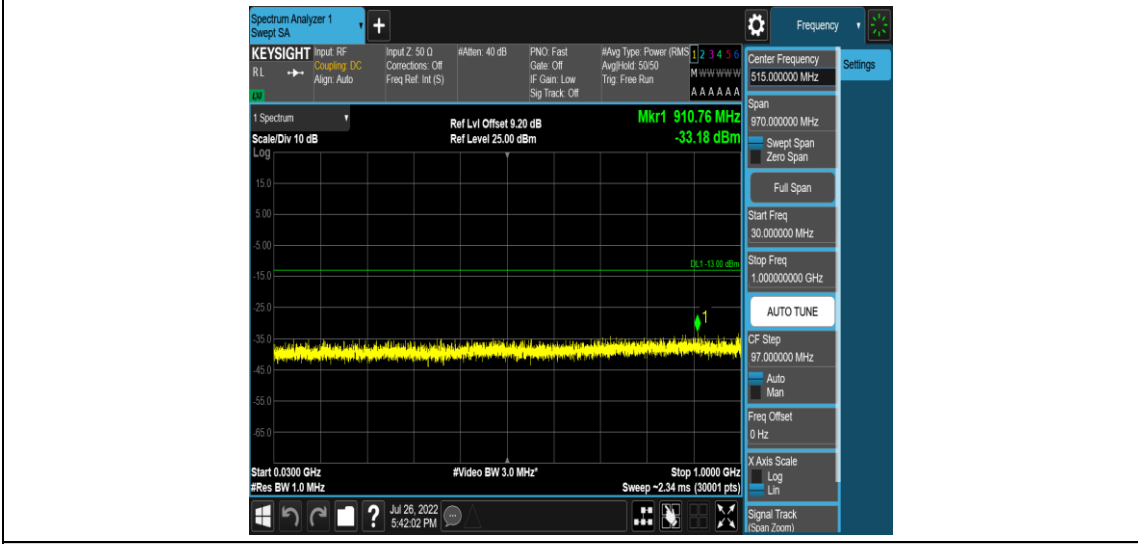 Spectrum Analyzer 1
Swept SA
+
Frequency
KEYSIGHT
RL
Input: RF
Coupling: DC
Align: Auto
Input Z: 50 Ω
Corrections: Off
Freq Ref: Int (S)
#Atten: 40 dB
PNO: Fast
Gate: Off
IF Gain: Low
Sig Track: Off
#Avg Type: Power (RMS
Avg|Hold: 50/50
Trig: Free Run
1 2 3 4 5 6
M W W W W W
A A A A A A
1 Spectrum
Scale/Div 10 dB
Log
Ref Lvl Offset 9.20 dB
Ref Level 25.00 dBm
Mkr1 910.76 MHz
-33.18 dBm
15.0
5.00
-5.00
-15.0
-25.0
-35.0
-45.0
-55.0
-65.0
DL1 -13.00 dBm
1
Start 0.0300 GHz
#Res BW 1.0 MHz
#Video BW 3.0 MHz*
Stop 1.0000 GHz
Sweep ~2.34 ms (30001 pts)
?
Jul 26, 2022
5:42:02 PM
Center Frequency
515.000000 MHz
Settings
Span
970.000000 MHz
Swept Span
Zero Span
Full Span
Start Freq
30.000000 MHz
Stop Freq
1.000000000 GHz
AUTO TUNE
CF Step
97.000000 MHz
Auto
Man
Freq Offset
0 Hz
X Axis Scale
Log
Lin
Signal Track
(Span Zoom)